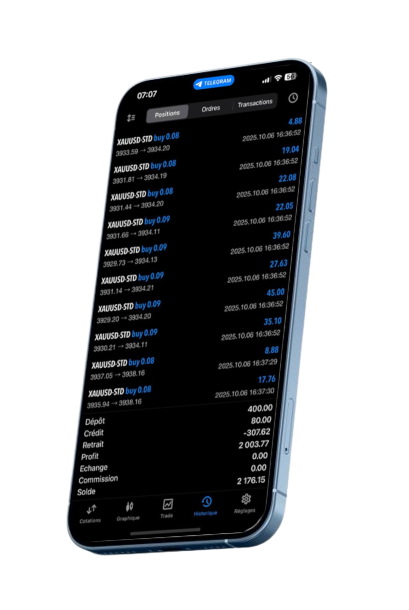 07:07
TELEGRAM
Positions Ordres Transactions
XAUUSD-STD buy 0.08 4.88
3933.59 → 3934.20 2025.10.06 16:36:52
XAUUSD-STD buy 0.08 19.04
3931.81 → 3934.19 2025.10.06 16:36:52
XAUUSD-STD buy 0.08 22.08
3931.44 → 3934.20 2025.10.06 16:36:52
XAUUSD-STD buy 0.09 22.05
3931.66 → 3934.11 2025.10.06 16:36:52
XAUUSD-STD buy 0.09 39.60
3929.73 → 3934.13 2025.10.06 16:36:52
XAUUSD-STD buy 0.09 27.63
3931.14 → 3934.21 2025.10.06 16:36:52
XAUUSD-STD buy 0.09 45.00
3929.20 → 3934.20 2025.10.06 16:36:52
XAUUSD-STD buy 0.09 35.10
3930.21 → 3934.11 2025.10.06 16:36:52
XAUUSD-STD buy 0.08 8.88
3937.05 → 3938.16 2025.10.06 16:37:29
XAUUSD-STD buy 0.08 17.76
3935.94 → 3938.16 2025.10.06 16:37:30
Dépôt 400.00
Crédit 80.00
Retrait -307.62
Profit 2 003.77
Echange 0.00
Commission 0.00
Solde 2 176.15
Cotations Graphique Trade Historique Réglages